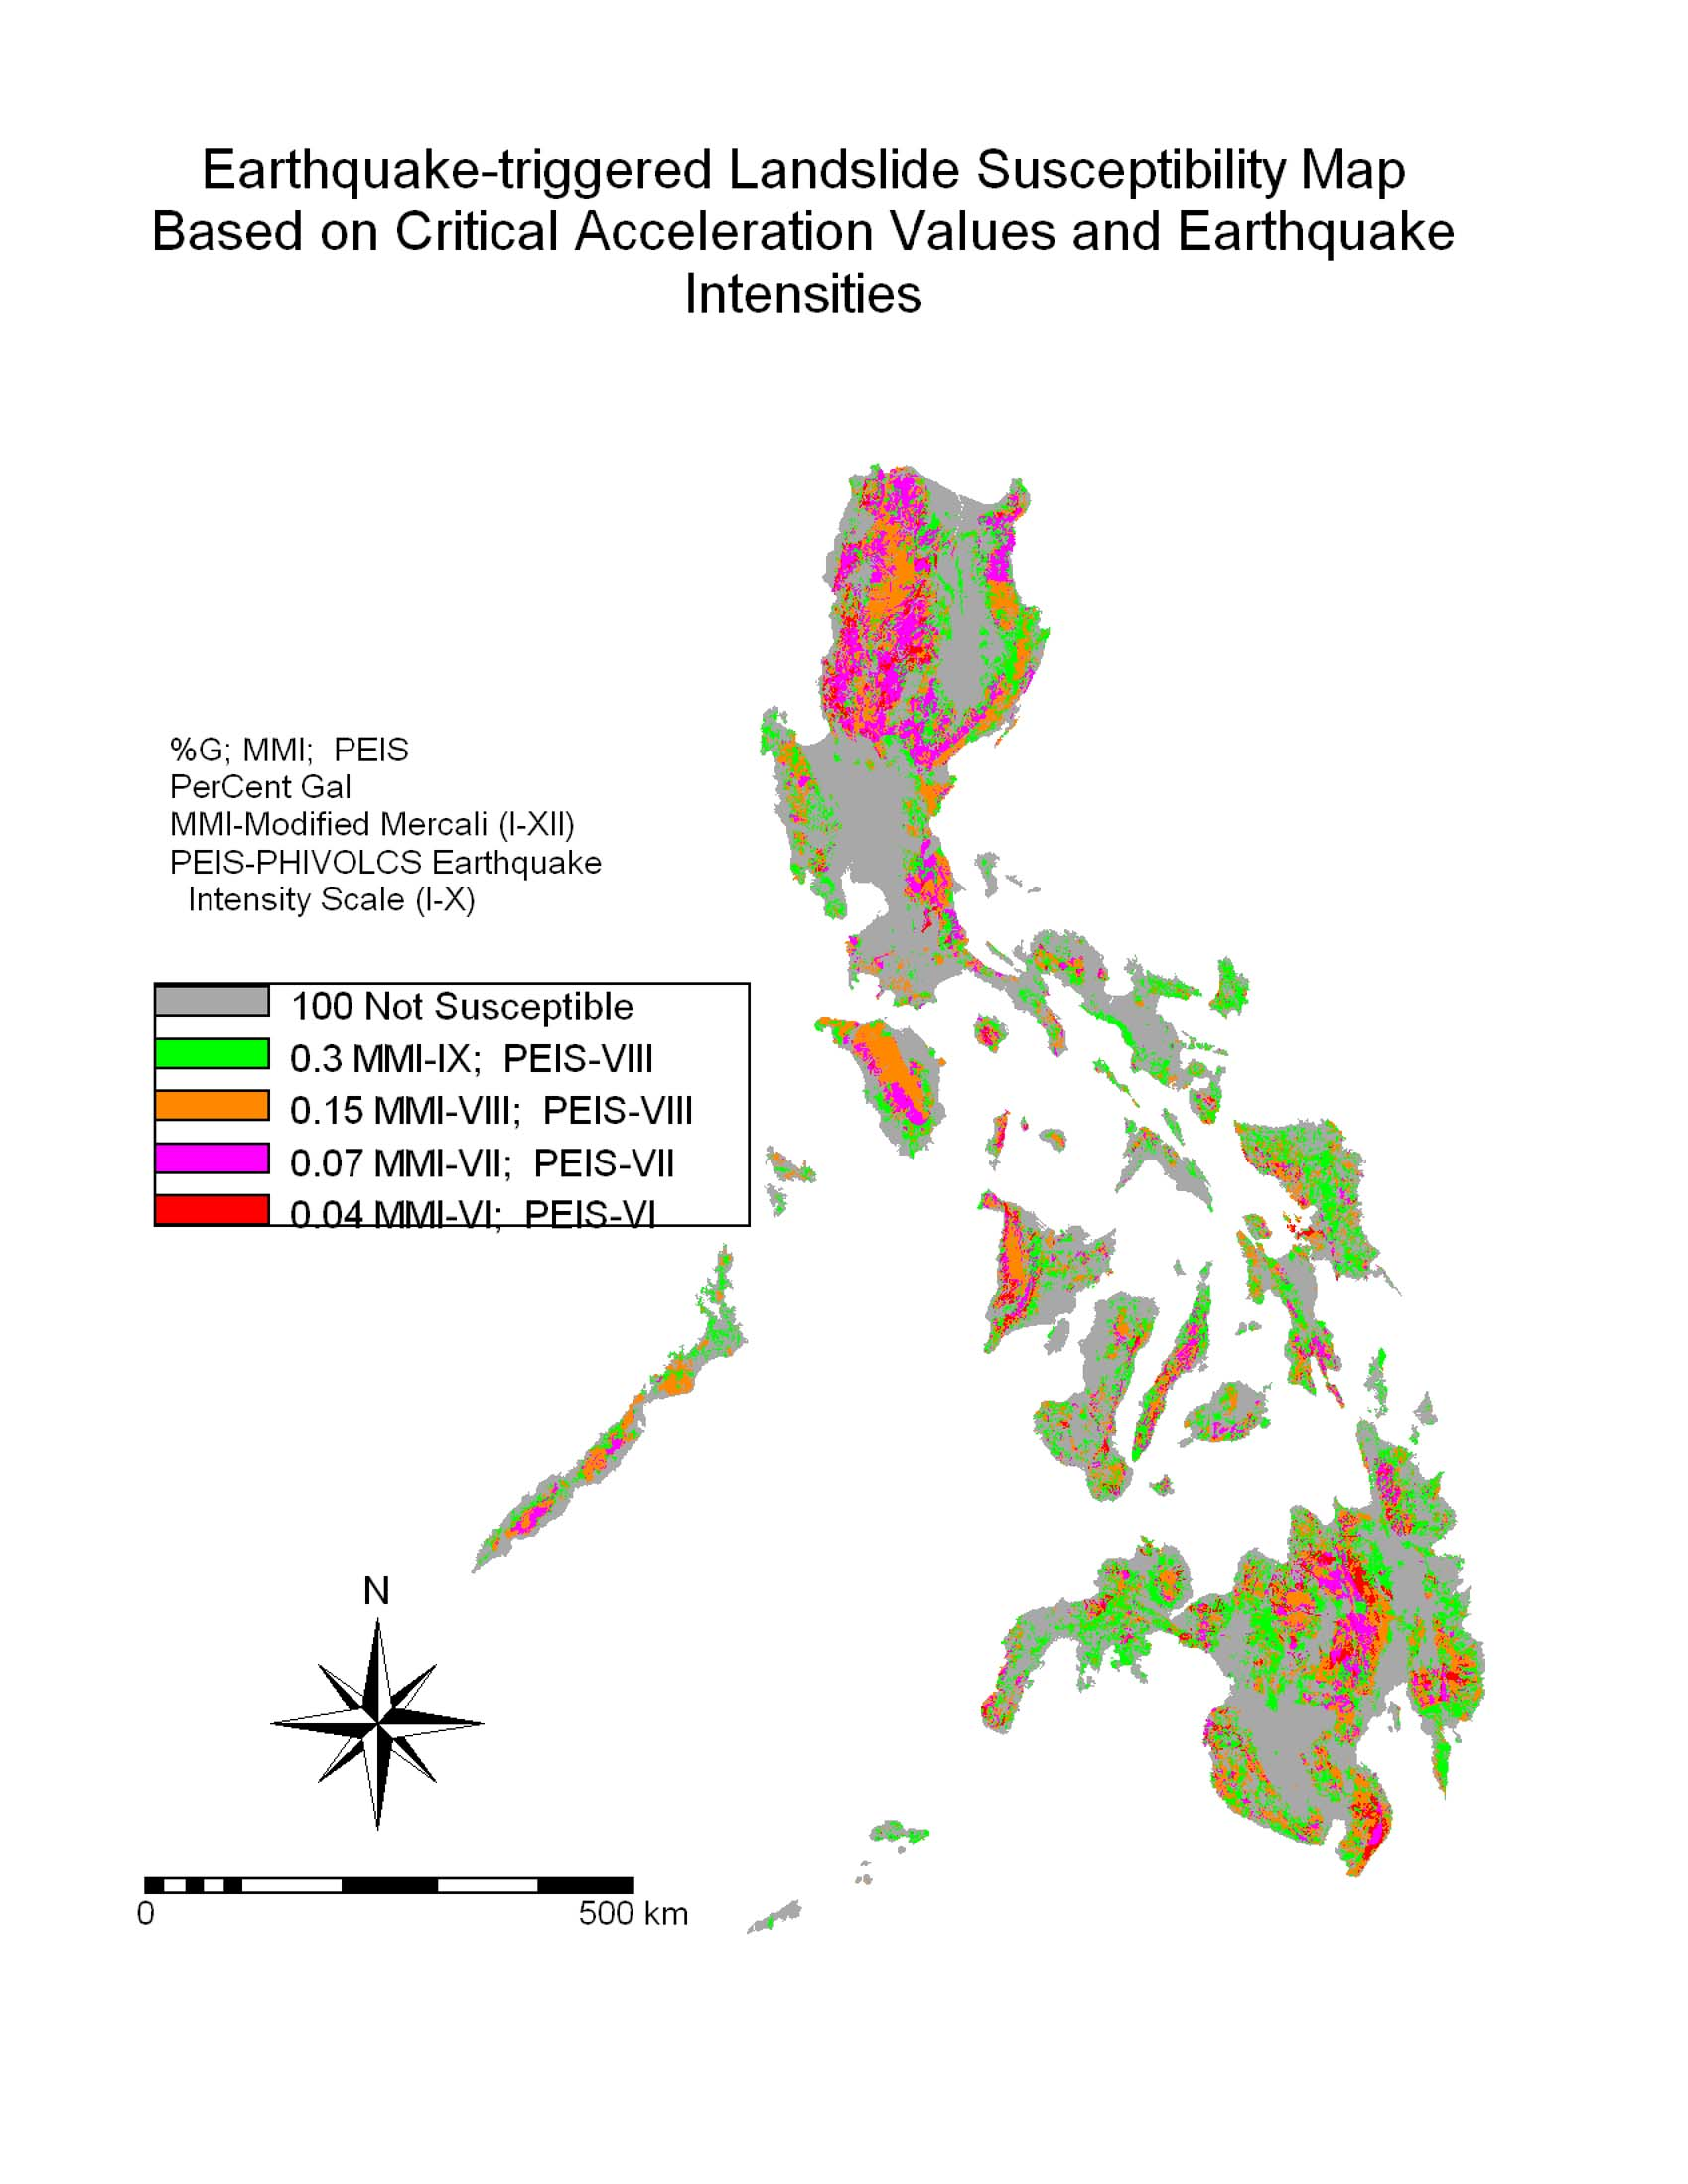 Earthquake-triggered Landslide Susceptibility Map
Based on Critical Acceleration Values and Earthquake
Intensities
%G; MMI; PEIS
PerCent Gal
MMI-Modified Mercali (I-XII)
PEIS-PHIVOLCS Earthquake
Intensity Scale (I-X)
100 Not Susceptible
0.3 MMI-IX; PEIS-VIII
0.15 MMI-VIII; PEIS-VIII
0.07 MMI-VII; PEIS-VII
0.04 MMI-VI; PEIS-VI
N
0 500 km